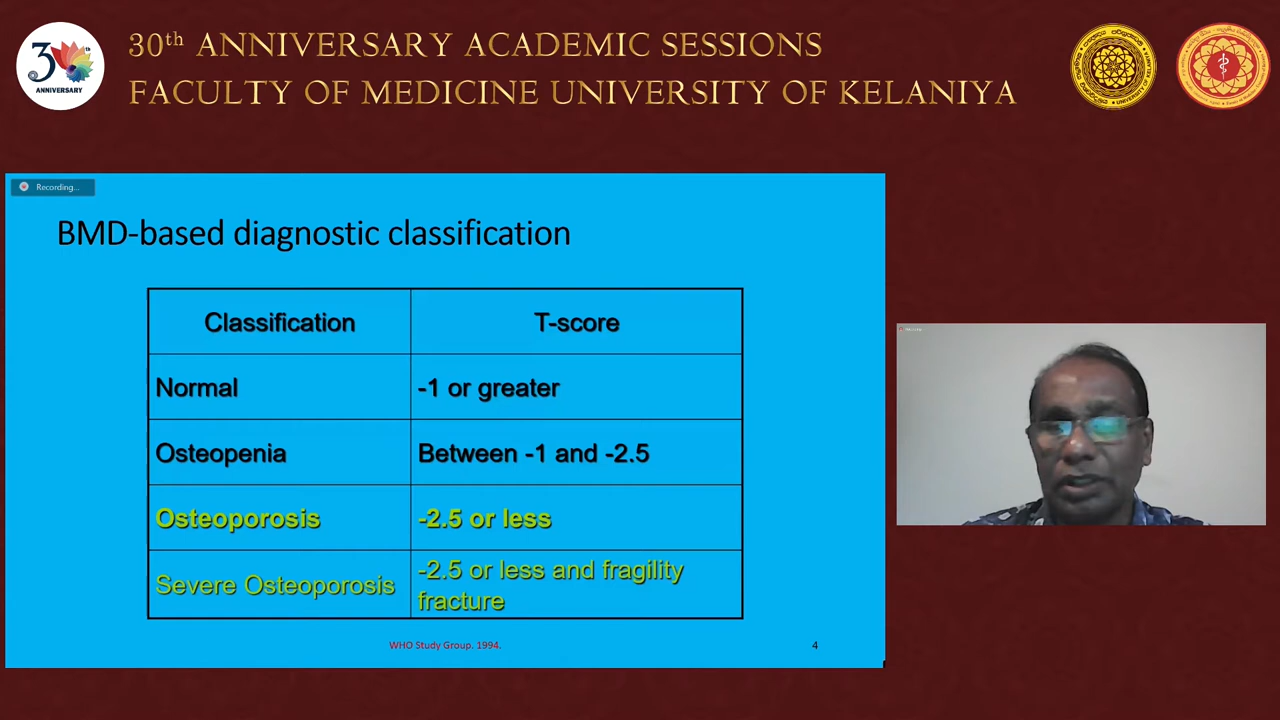 30th ANNIVERSARY ACADEMIC SESSIONS
FACULTY OF MEDICINE UNIVERSITY OF KELANIYA
30th
ANNIVERSARY
Recording...
BMD-based diagnostic classification
Classification T-score
Normal -1 or greater
Osteopenia Between -1 and -2.5
Osteoporosis -2.5 or less
Severe Osteoporosis -2.5 or less and fragility
fracture
WHO Study Group. 1994.
4